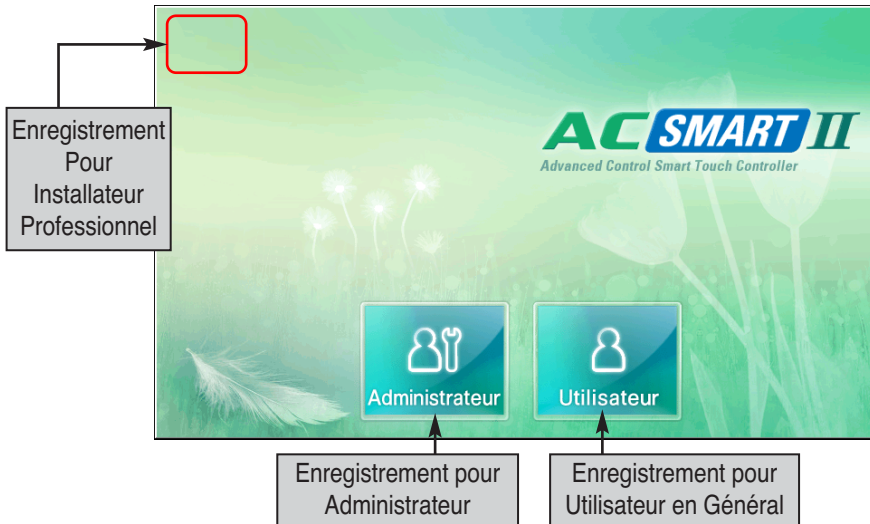 Enregistrement
Pour
Installateur
Professionnel
AC SMART II
Advanced Control Smart Touch Controller
Administrateur
Utilisateur
Enregistrement pour
Administrateur
Enregistrement pour
Utilisateur en Général